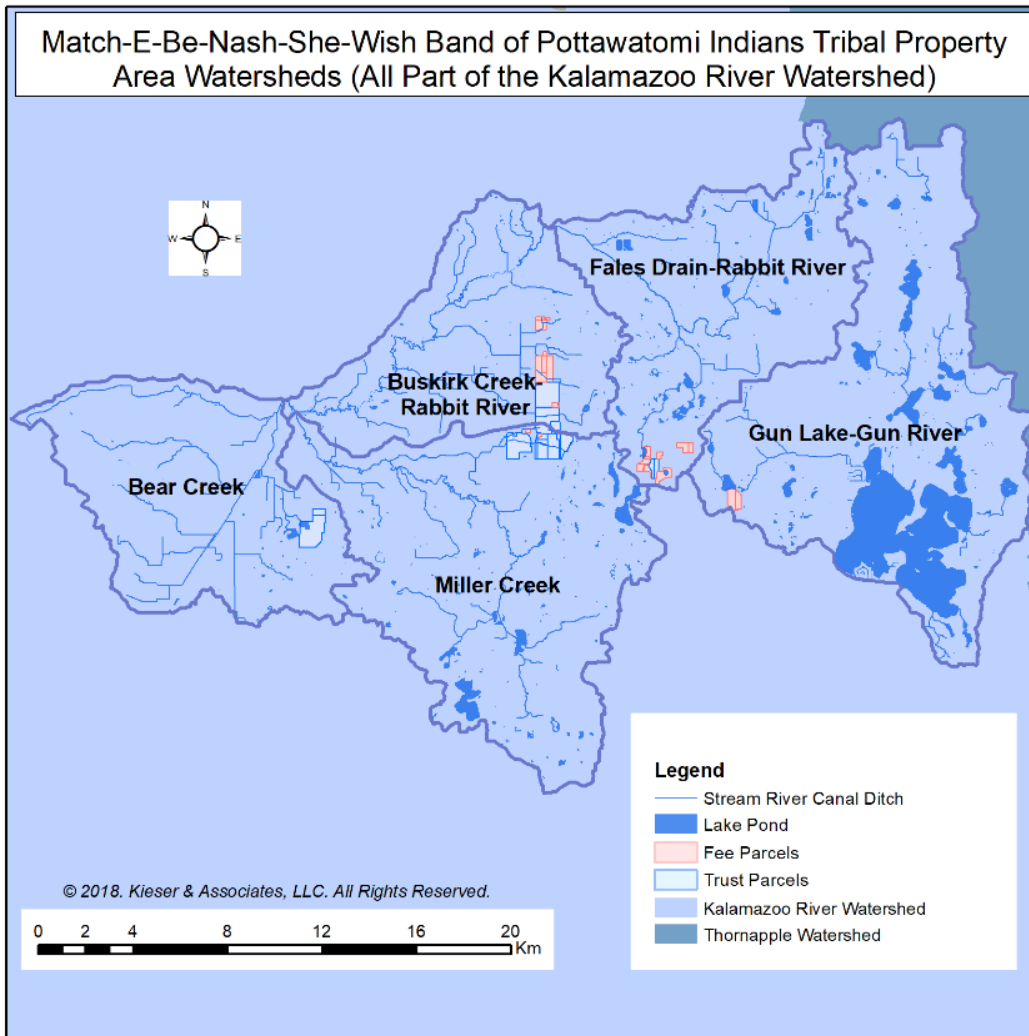 Match-E-Be-Nash-She-Wish Band of Pottawatomi Indians Tribal Property
Area Watersheds (All Part of the Kalamazoo River Watershed)
N
W E
S
Fales Drain-Rabbit River
Buskirk Creek-
Rabbit River
Gun Lake-Gun River
Bear Creek
Miller Creek
Legend
Stream River Canal Ditch
Lake Pond
Fee Parcels
Trust Parcels
Kalamazoo River Watershed
Thornapple Watershed
© 2018. Kieser & Associates, LLC. All Rights Reserved.
0 2 4 8 12 16 20
Km